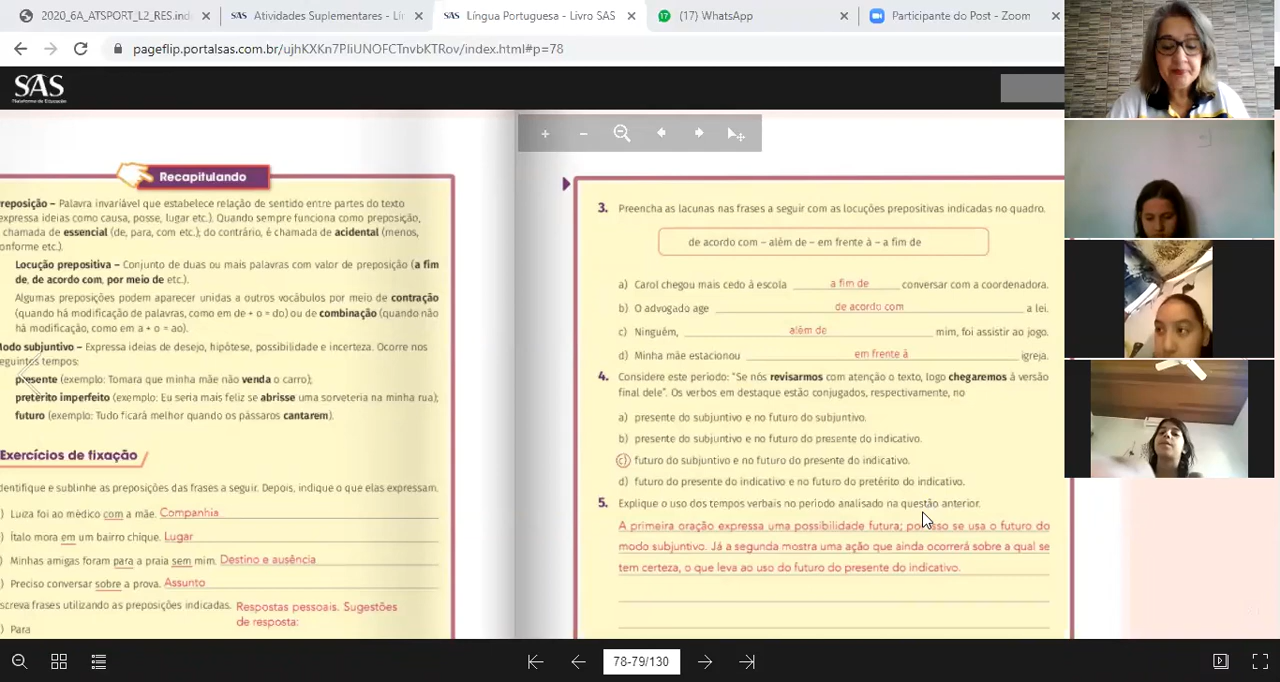 2020_6A_ATSPORT_L2_RES.ind
SAS Atividades Suplementares - Lí
SAS Língua Portuguesa - Livro SAS
17 (17) WhatsApp
Participante do Post - Zoom
pageflip.portalsas.com.br/ujhKXKn7PIiUNOFCTnvbKTRov/index.html#p=78
SAS
Plataforma de Educação
Recapitulando
reposição – Palavra invariável que estabelece relação de sentido entre partes do texto
expressa ideias como causa, posse, lugar etc.). Quando sempre funciona como preposição,
chamada de essencial (de, para, com etc.); do contrário, é chamada de acidental (menos,
onforme etc.).
Locução prepositiva – Conjunto de duas ou mais palavras com valor de preposição (a fim
de, de acordo com, por meio de etc.).
Algumas preposições podem aparecer unidas a outros vocábulos por meio de contração
(quando há modificação de palavras, como em de + o = do) ou de combinação (quando não
há modificação, como em a + o = ao).
Modo subjuntivo – Expressa ideias de desejo, hipótese, possibilidade e incerteza. Ocorre nos
eguintes tempos:
presente (exemplo: Tomara que minha mãe não venda o carro);
pretérito imperfeito (exemplo: Eu seria mais feliz se abrisse uma sorveteria na minha rua);
futuro (exemplo: Tudo ficará melhor quando os pássaros cantarem).
Exercícios de fixação
dentifique e sublinhe as preposições das frases a seguir. Depois, indique o que elas expressam.
) Luiza foi ao médico com a mãe. Companhia
) Ítalo mora em um bairro chique. Lugar
) Minhas amigas foram para a praia sem mim. Destino e ausência
) Preciso conversar sobre a prova. Assunto
screva frases utilizando as preposições indicadas. Respostas pessoais. Sugestões
de resposta:
) Para
3. Preencha as lacunas nas frases a seguir com as locuções prepositivas indicadas no quadro.
de acordo com – além de – em frente à – a fim de
a) Carol chegou mais cedo à escola a fim de conversar com a coordenadora.
b) O advogado age de acordo com a lei.
c) Ninguém, além de mim, foi assistir ao jogo.
d) Minha mãe estacionou em frente à igreja.
4. Considere este período: "Se nós revisarmos com atenção o texto, logo chegaremos à versão
final dele". Os verbos em destaque estão conjugados, respectivamente, no
a) presente do subjuntivo e no futuro do subjuntivo.
b) presente do subjuntivo e no futuro do presente do indicativo.
c) futuro do subjuntivo e no futuro do presente do indicativo.
d) futuro do presente do indicativo e no futuro do pretérito do indicativo.
5. Explique o uso dos tempos verbais no período analisado na questão anterior.
A primeira oração expressa uma possibilidade futura; por isso se usa o futuro do
modo subjuntivo. Já a segunda mostra uma ação que ainda ocorrerá sobre a qual se
tem certeza, o que leva ao uso do futuro do presente do indicativo.
78-79/130